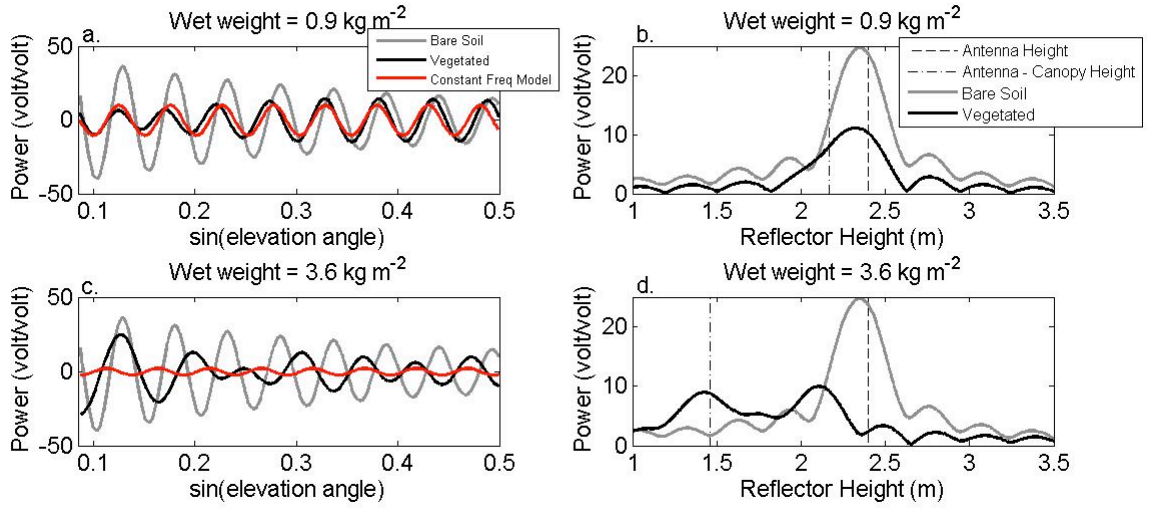 Wet weight = 0.9 kg m-2
a.
Bare Soil
Vegetated
Constant Freq Model
50
0
-50
Power (volt/volt)
0.1 0.2 0.3 0.4 0.5
sin(elevation angle)
Wet weight = 0.9 kg m-2
b.
Antenna Height
Antenna - Canopy Height
Bare Soil
Vegetated
20
10
0
Power (volt/volt)
1 1.5 2 2.5 3 3.5
Reflector Height (m)
Wet weight = 3.6 kg m-2
c.
50
0
-50
Power (volt/volt)
0.1 0.2 0.3 0.4 0.5
sin(elevation angle)
Wet weight = 3.6 kg m-2
d.
20
10
0
Power (volt/volt)
1 1.5 2 2.5 3 3.5
Reflector Height (m)